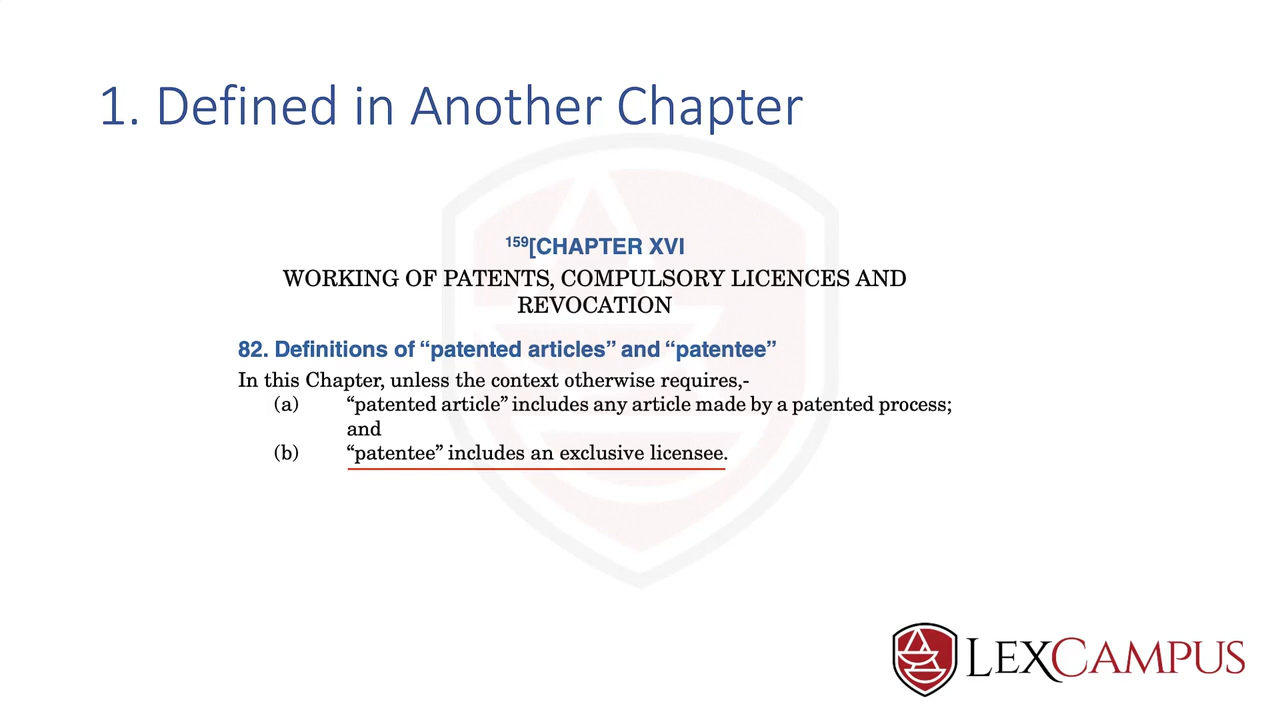 1. Defined in Another Chapter
159[CHAPTER XVI
WORKING OF PATENTS, COMPULSORY LICENCES AND
REVOCATION
82. Definitions of “patented articles” and “patentee”
In this Chapter, unless the context otherwise requires,-
(a) “patented article” includes any article made by a patented process;
and
(b) “patentee” includes an exclusive licensee.
LEXCAMPUS